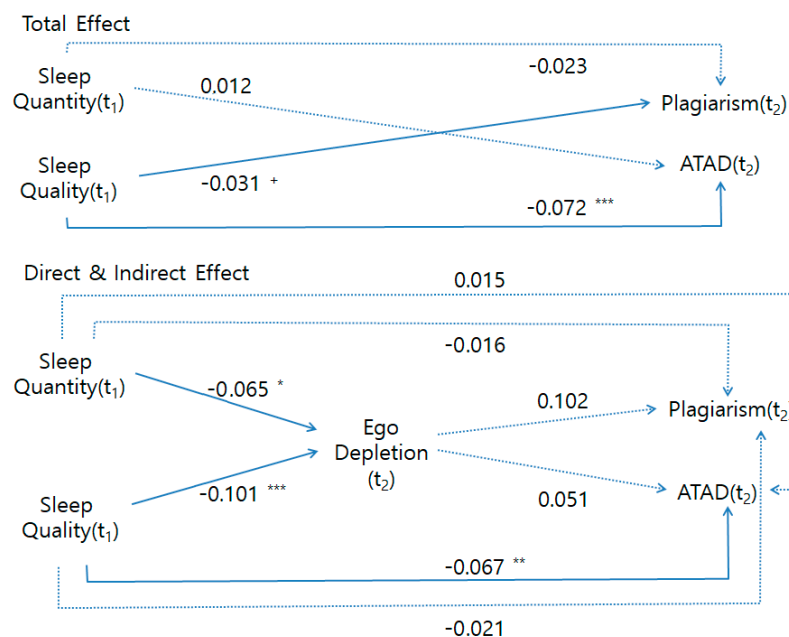 Total Effect
-0.023
Sleep
Quantity(t₁)
0.012
Plagiarism(t₂)
Sleep
Quality(t₁)
-0.031 +
ATAD(t₂)
-0.072 ***
Direct & Indirect Effect
0.015
-0.016
Sleep
Quantity(t₁)
-0.065 *
0.102
Plagiarism(t₂)
Ego
Depletion
(t₂)
-0.101 ***
0.051
ATAD(t₂)
Sleep
Quality(t₁)
-0.067 **
-0.021